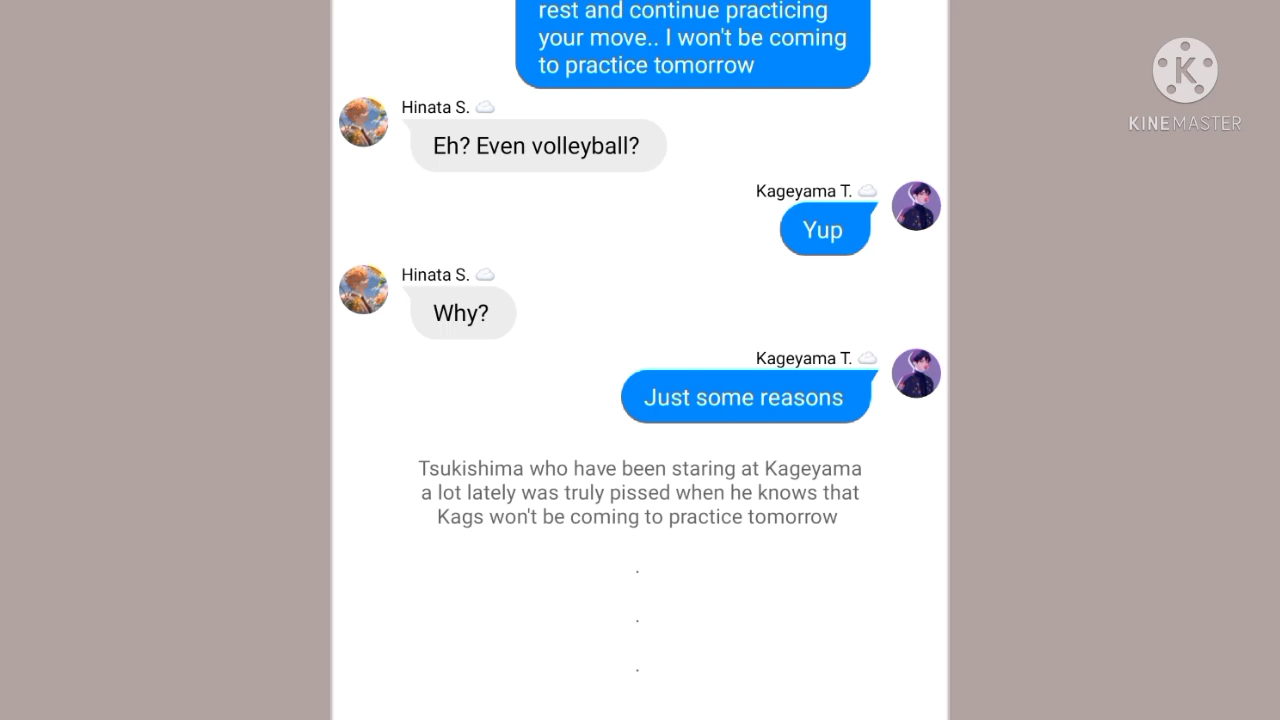 rest and continue practicing
your move.. I won't be coming
to practice tomorrow
Hinata S. ☁️
Eh? Even volleyball?
Kageyama T. ☁️
Yup
Hinata S. ☁️
Why?
Kageyama T. ☁️
Just some reasons
Tsukishima who have been staring at Kageyama
a lot lately was truly pissed when he knows that
Kags won't be coming to practice tomorrow
.
.
.
K
KINEMASTER